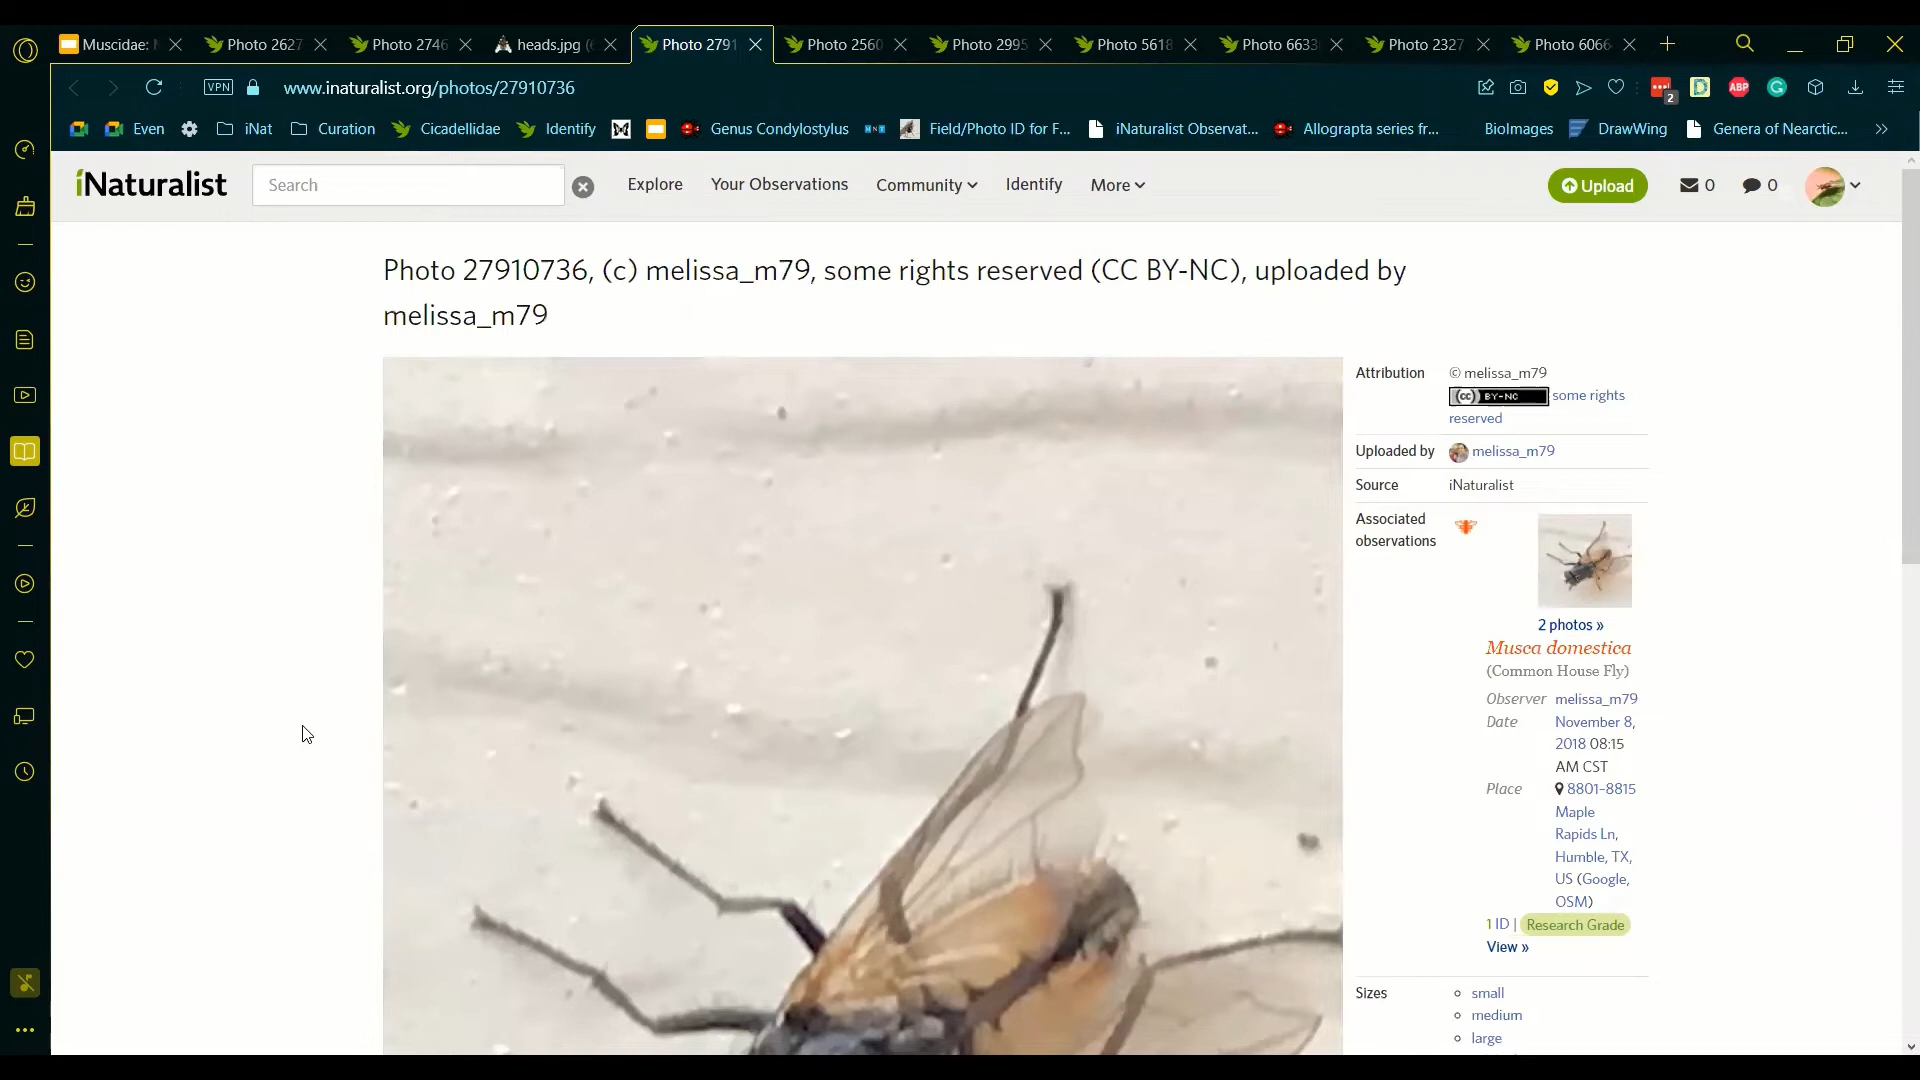 Muscidae:
Photo 2627
Photo 2746
heads.jpg
Photo 2791
Photo 2560
Photo 2995
Photo 5618
Photo 6633
Photo 2327
Photo 6066
VPN
www.inaturalist.org/photos/27910736
2
ABP
Even
iNat
Curation
Cicadellidae
Identify
Genus Condylostylus
Field/Photo ID for F...
iNaturalist Observat...
Allograpta series fr...
BioImages
DrawWing
Genera of Nearctic...
iNaturalist
Search
Explore
Your Observations
Community
Identify
More
Upload
0
0
Photo 27910736, (c) melissa_m79, some rights reserved (CC BY-NC), uploaded by
melissa_m79
Attribution
© melissa_m79
(cc) BY-NC some rights
reserved
Uploaded by melissa_m79
Source iNaturalist
Associated
observations
2 photos »
Musca domestica
(Common House Fly)
Observer melissa_m79
Date November 8,
2018 08:15
AM CST
Place 8801–8815
Maple
Rapids Ln,
Humble, TX,
US (Google,
OSM)
1 ID | Research Grade
View »
Sizes
small
medium
large